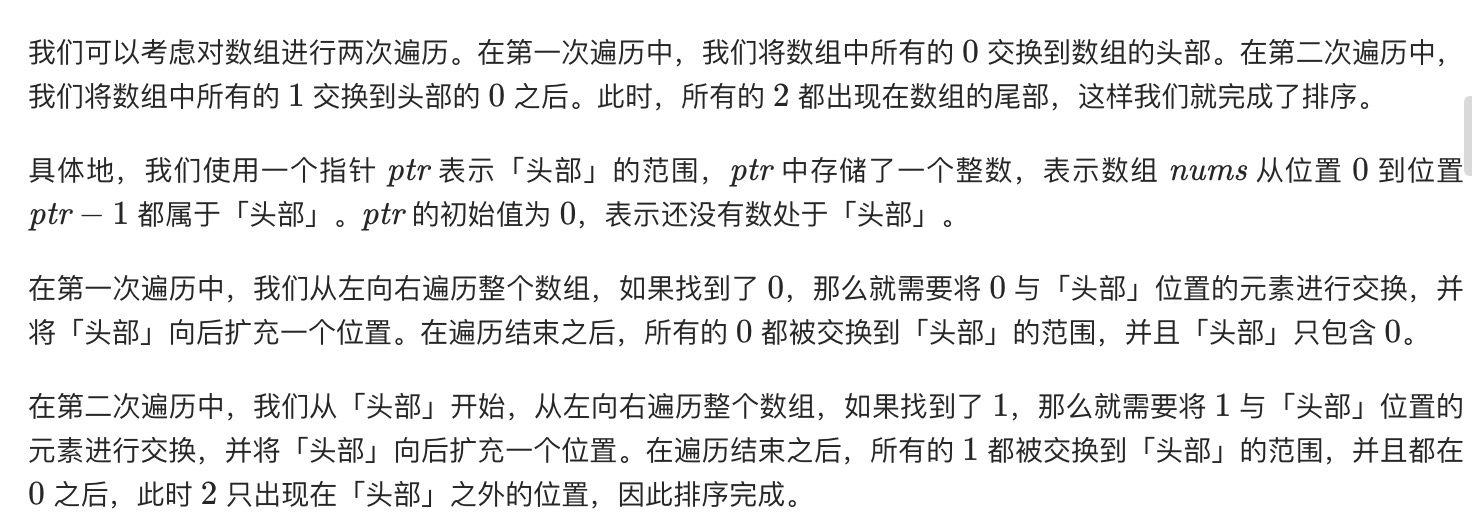 我们可以考虑对数组进行两次遍历。在第一次遍历中，我们将数组中所有的 0 交换到数组的头部。在第二次遍历中，
我们将数组中所有的 1 交换到头部的 0 之后。此时，所有的 2 都出现在数组的尾部，这样我们就完成了排序。
具体地，我们使用一个指针 ptr 表示「头部」的范围，ptr 中存储了一个整数，表示数组 nums 从位置 0 到位置
ptr − 1 都属于「头部」。ptr 的初始值为 0，表示还没有数处于「头部」。
在第一次遍历中，我们从左向右遍历整个数组，如果找到了 0，那么就需要将 0 与「头部」位置的元素进行交换，并
将「头部」向后扩充一个位置。在遍历结束之后，所有的 0 都被交换到「头部」的范围，并且「头部」只包含 0。
在第二次遍历中，我们从「头部」开始，从左向右遍历整个数组，如果找到了 1，那么就需要将 1 与「头部」位置的
元素进行交换，并将「头部」向后扩充一个位置。在遍历结束之后，所有的 1 都被交换到「头部」的范围，并且都在
0 之后，此时 2 只出现在「头部」之外的位置，因此排序完成。